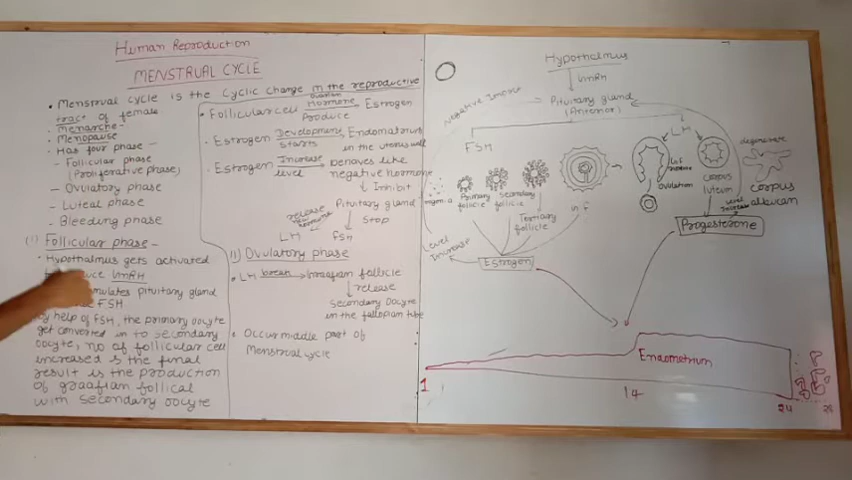 Human Reproduction
MENSTRUAL CYCLE
• Menstrual cycle is the cyclic change in the reproductive
tract of female
• Menarche -
• Menopause
• Has four phase -
- Follicular phase
(Proliferative phase)
- Ovulatory phase
- Luteal phase
- Bleeding phase
(i) Follicular phase -
• Hypothalmus gets activated
pituitary gland
FSH
help of FSH, the primary oocyte
get converted in to secondary
oocyte, no of follicular cell
increased & the final
result is the production
of graafian follical
with secondary oocyte
• Follicular cell Hormone Produce Estrogen
• Estrogen Development starts Endometrium
in the uterus wall
• Estrogen Increase level behaves like
negative hormone
↓ Inhibit
Pituitary gland
release
Stop
LH FSH
ii) Ovulatory phase
• LH break → graafian follicle
↓ release
secondary oocyte
in the fallopian tube
• Occur middle part of
Menstrual cycle
Hypothalmus
GnRH
Pituitary gland
(Anterior)
Negative
FSH
LH
Primary
follicle
secondary
follicle
Tertiary
follicle
Ovulation
corpus
luteum
degenerate
corpus
Level
Increase
Estrogen
Progesterone
Endometrium
1
14
28